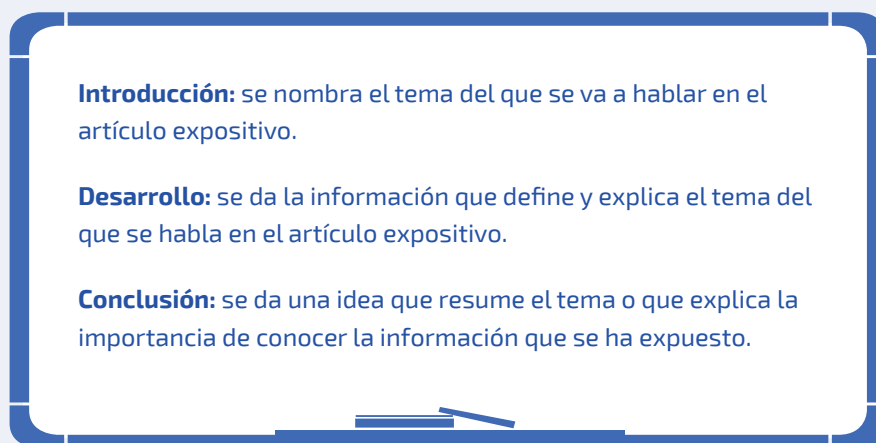 Introducción: se nombra el tema del que se va a hablar en el
artículo expositivo.
Desarrollo: se da la información que define y explica el tema del
que se habla en el artículo expositivo.
Conclusión: se da una idea que resume el tema o que explica la
importancia de conocer la información que se ha expuesto.